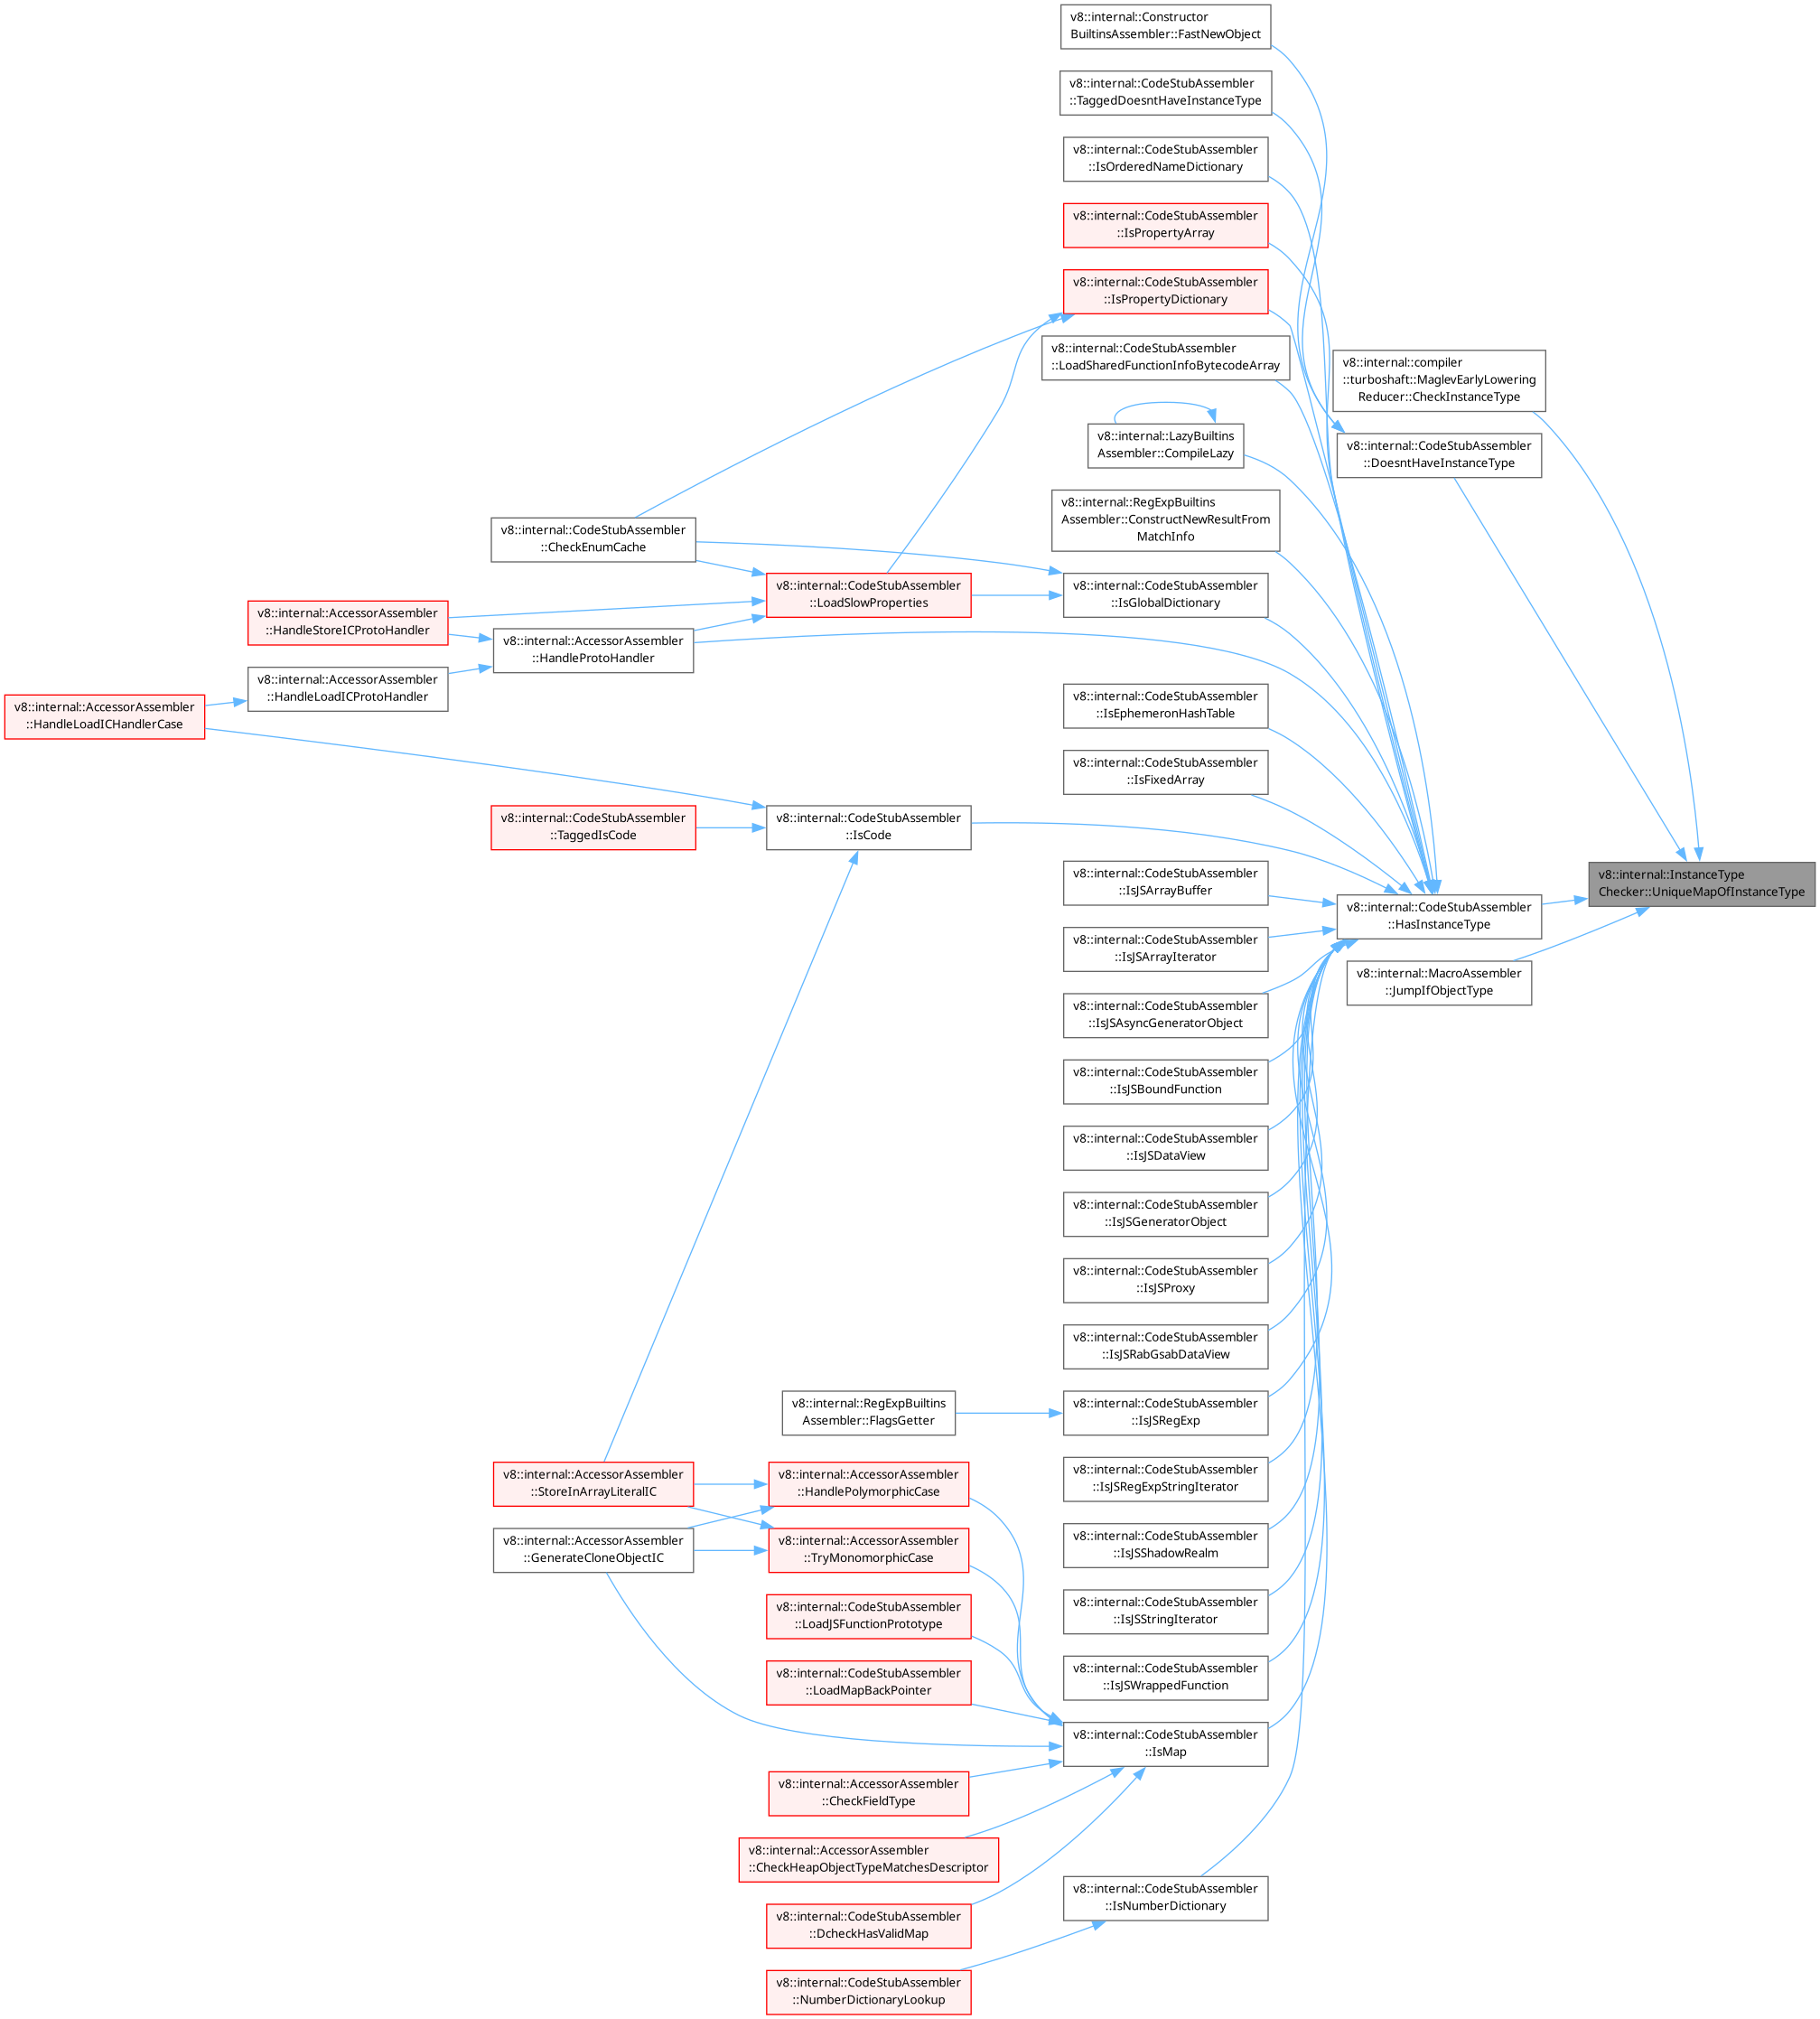 v8::internal::Constructor
BuiltinsAssembler::FastNewObject
v8::internal::CodeStubAssembler
::TaggedDoesntHaveInstanceType
v8::internal::CodeStubAssembler
::IsOrderedNameDictionary
v8::internal::CodeStubAssembler
::IsPropertyArray
v8::internal::CodeStubAssembler
::IsPropertyDictionary
v8::internal::CodeStubAssembler
::LoadSharedFunctionInfoBytecodeArray
v8::internal::compiler
::turboshaft::MaglevEarlyLowering
Reducer::CheckInstanceType
v8::internal::LazyBuiltins
Assembler::CompileLazy
v8::internal::CodeStubAssembler
::DoesntHaveInstanceType
v8::internal::RegExpBuiltins
Assembler::ConstructNewResultFrom
MatchInfo
v8::internal::CodeStubAssembler
::CheckEnumCache
v8::internal::CodeStubAssembler
::LoadSlowProperties
v8::internal::CodeStubAssembler
::IsGlobalDictionary
v8::internal::AccessorAssembler
::HandleStoreICProtoHandler
v8::internal::AccessorAssembler
::HandleProtoHandler
v8::internal::AccessorAssembler
::HandleLoadICProtoHandler
v8::internal::AccessorAssembler
::HandleLoadICHandlerCase
v8::internal::CodeStubAssembler
::IsEphemeronHashTable
v8::internal::CodeStubAssembler
::IsFixedArray
v8::internal::CodeStubAssembler
::TaggedIsCode
v8::internal::CodeStubAssembler
::IsCode
v8::internal::CodeStubAssembler
::IsJSArrayBuffer
v8::internal::InstanceType
Checker::UniqueMapOfInstanceType
v8::internal::CodeStubAssembler
::HasInstanceType
v8::internal::CodeStubAssembler
::IsJSArrayIterator
v8::internal::MacroAssembler
::JumpIfObjectType
v8::internal::CodeStubAssembler
::IsJSAsyncGeneratorObject
v8::internal::CodeStubAssembler
::IsJSBoundFunction
v8::internal::CodeStubAssembler
::IsJSDataView
v8::internal::CodeStubAssembler
::IsJSGeneratorObject
v8::internal::CodeStubAssembler
::IsJSProxy
v8::internal::CodeStubAssembler
::IsJSRabGsabDataView
v8::internal::RegExpBuiltins
Assembler::FlagsGetter
v8::internal::CodeStubAssembler
::IsJSRegExp
v8::internal::AccessorAssembler
::StoreInArrayLiteralIC
v8::internal::AccessorAssembler
::HandlePolymorphicCase
v8::internal::CodeStubAssembler
::IsJSRegExpStringIterator
v8::internal::AccessorAssembler
::GenerateCloneObjectIC
v8::internal::AccessorAssembler
::TryMonomorphicCase
v8::internal::CodeStubAssembler
::IsJSShadowRealm
v8::internal::CodeStubAssembler
::LoadJSFunctionPrototype
v8::internal::CodeStubAssembler
::IsJSStringIterator
v8::internal::CodeStubAssembler
::LoadMapBackPointer
v8::internal::CodeStubAssembler
::IsJSWrappedFunction
v8::internal::CodeStubAssembler
::IsMap
v8::internal::AccessorAssembler
::CheckFieldType
v8::internal::AccessorAssembler
::CheckHeapObjectTypeMatchesDescriptor
v8::internal::CodeStubAssembler
::IsNumberDictionary
v8::internal::CodeStubAssembler
::DcheckHasValidMap
v8::internal::CodeStubAssembler
::NumberDictionaryLookup